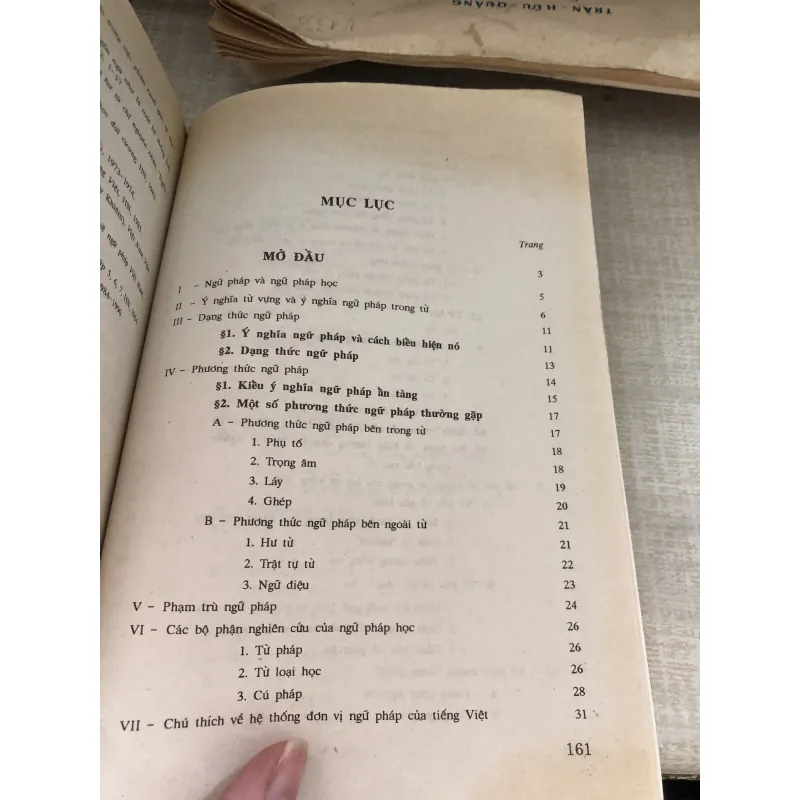 TRẦN - HỮU - QUẢNG
MỤC LỤC
Trang
MỞ ĐẦU 3
I – Ngữ pháp và ngữ pháp học 5
II – Ý nghĩa từ vựng và ý nghĩa ngữ pháp trong từ 6
III – Dạng thức ngữ pháp 11
§1. Ý nghĩa ngữ pháp và cách biểu hiện nó 11
§2. Dạng thức ngữ pháp 13
IV – Phương thức ngữ pháp 14
§1. Kiểu ý nghĩa ngữ pháp ẩn tàng 15
§2. Một số phương thức ngữ pháp thường gặp 17
A – Phương thức ngữ pháp bên trong từ 17
1. Phụ tố 18
2. Trọng âm 18
3. Láy 19
4. Ghép 20
B – Phương thức ngữ pháp bên ngoài từ 21
1. Hư từ 21
2. Trật tự từ 22
3. Ngữ điệu 23
V – Phạm trù ngữ pháp 24
VI – Các bộ phận nghiên cứu của ngữ pháp học 26
1. Từ pháp 26
2. Từ loại học 26
3. Cú pháp 28
VII – Chú thích về hệ thống đơn vị ngữ pháp của tiếng Việt 31
161